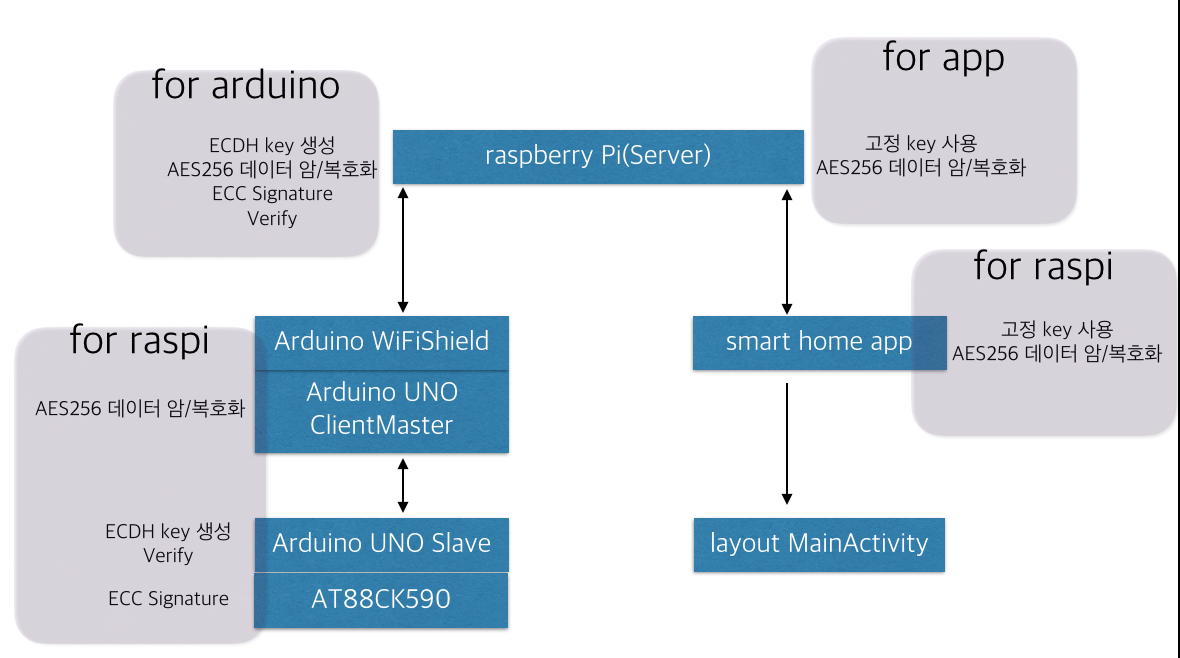 for arduino
ECDH key 생성
AES256 데이터 암/복호화
ECC Signature
Verify
raspberry Pi(Server)
for app
고정 key 사용
AES256 데이터 암/복호화
for raspi
AES256 데이터 암/복호화
ECDH key 생성
Verify
ECC Signature
Arduino WiFiShield
Arduino UNO
ClientMaster
Arduino UNO Slave
AT88CK590
smart home app
for raspi
고정 key 사용
AES256 데이터 암/복호화
layout MainActivity